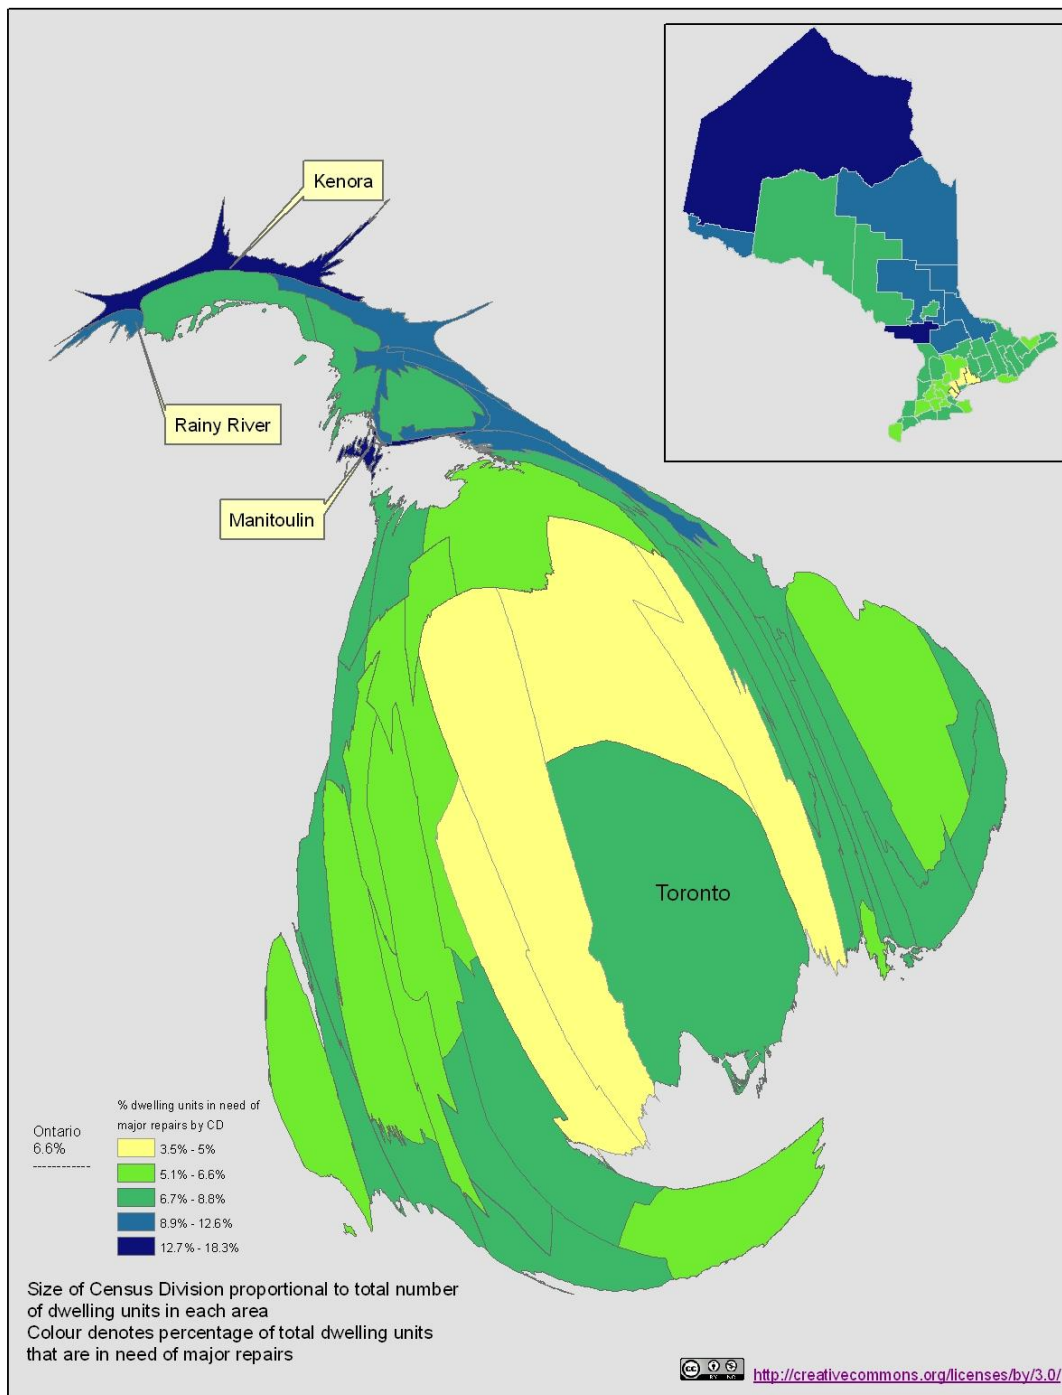 Kenora
Rainy River
Manitoulin
Toronto
% dwelling units in need of
major repairs by CD
Ontario
6.6%
------------
3.5% - 5%
5.1% - 6.6%
6.7% - 8.8%
8.9% - 12.6%
12.7% - 18.3%
Size of Census Division proportional to total number
of dwelling units in each area
Colour denotes percentage of total dwelling units
that are in need of major repairs
cc
http://creativecommons.org/licenses/by/3.0/